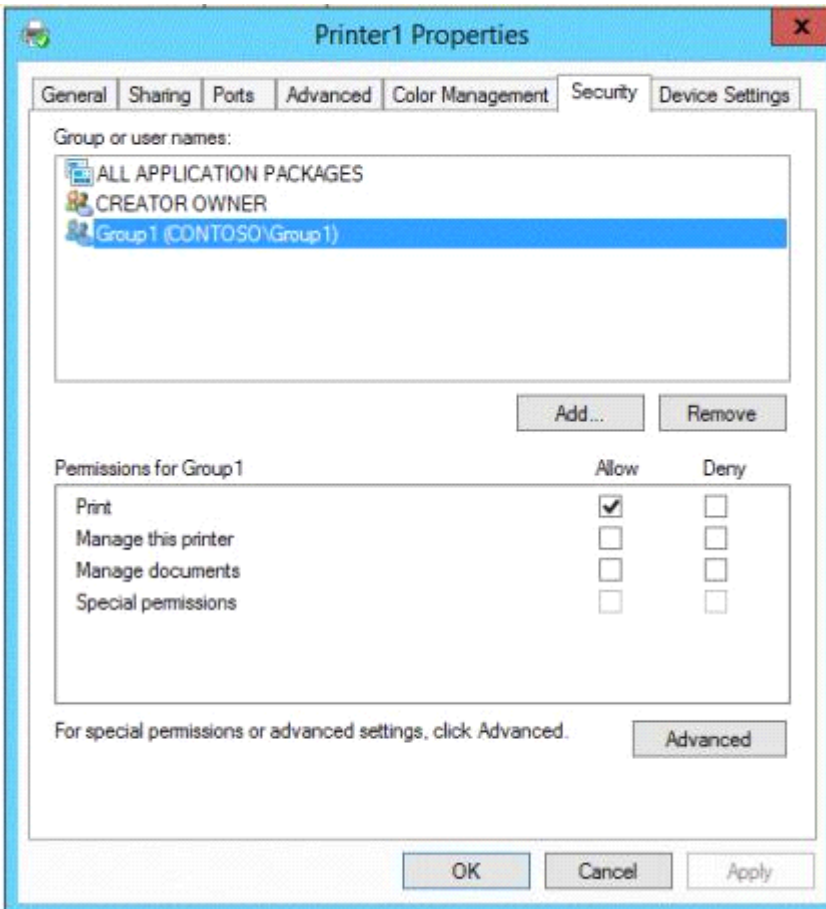 Printer1 Properties
x
General Sharing Ports Advanced Color Management Security Device Settings
Group or user names:
ALL APPLICATION PACKAGES
CREATOR OWNER
Group1 (CONTOSO\Group1)
Add... Remove
Permissions for Group1 Allow Deny
Print
Manage this printer
Manage documents
Special permissions
For special permissions or advanced settings, click Advanced. Advanced
OK Cancel Apply